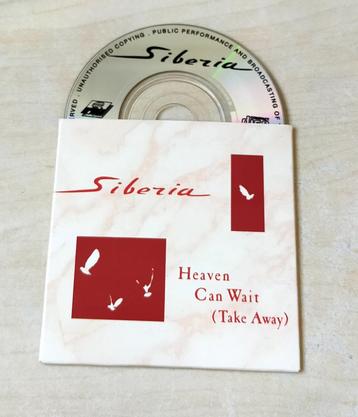 RVED · UNAUTHORISED COPYING · PUBLIC PERFORMANCE AND BROADCASTING OF
Siberia
Siberia
Heaven
Can Wait
(Take Away)